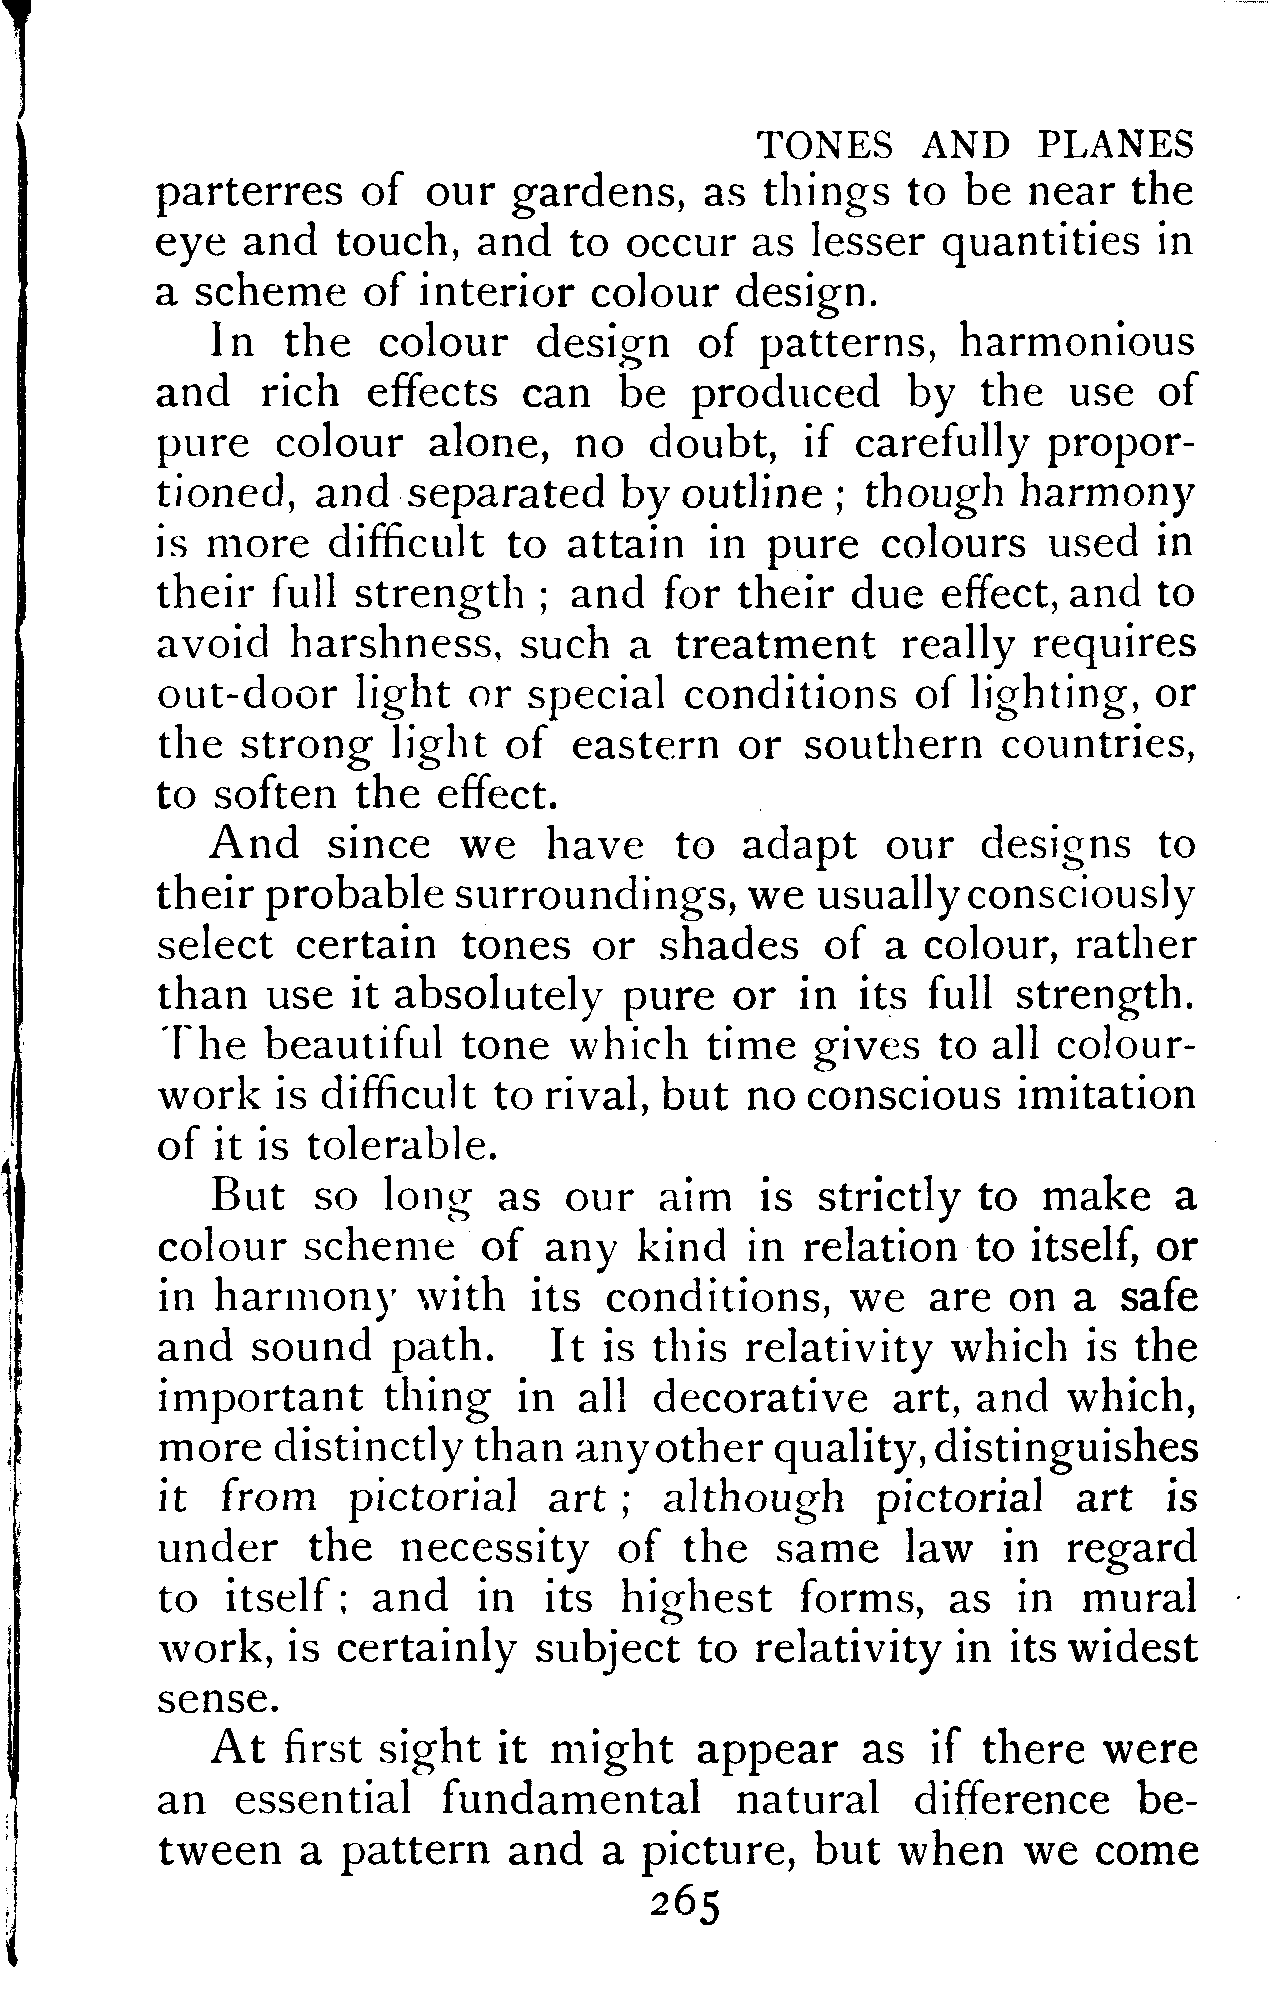 TONES AND PLANES
parterres of our gardens, as things to be near the
eye and touch, and to occur as lesser quantities in
a scheme of interior colour design.
In the colour design of patterns, harmonious
and rich effects can be produced by the use of
pure colour alone, no doubt, if carefully propor-
tioned, and separated by outline ; though harmony
is more difficult to attain in pure colours used in
their full strength ; and for their due effect, and to
avoid harshness, such a treatment really requires
out-door light or special conditions of lighting, or
the strong light of eastern or southern countries,
to soften the effect.
And since we have to adapt our designs to
their probable surroundings, we usually consciously
select certain tones or shades of a colour, rather
than use it absolutely pure or in its full strength.
The beautiful tone which time gives to all colour-
work is difficult to rival, but no conscious imitation
of it is tolerable.
But so long as our aim is strictly to make a
colour scheme of any kind in relation to itself, or
in harmony with its conditions, we are on a safe
and sound path. It is this relativity which is the
important thing in all decorative art, and which,
more distinctly than any other quality, distinguishes
it from pictorial art ; although pictorial art is
under the necessity of the same law in regard
to itself ; and in its highest forms, as in mural
work, is certainly subject to relativity in its widest
sense.
At first sight it might appear as if there were
an essential fundamental natural difference be-
tween a pattern and a picture, but when we come
265